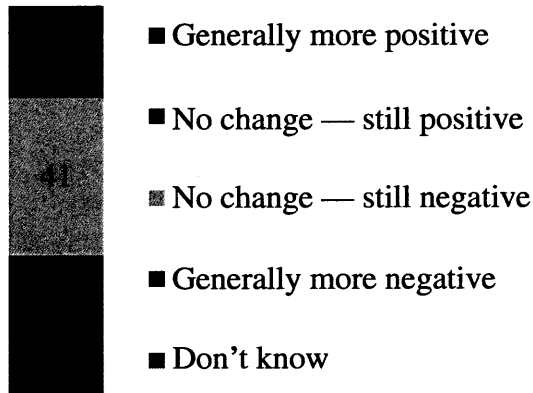 Generally more positive
No change — still positive
41
No change — still negative
Generally more negative
Don't know